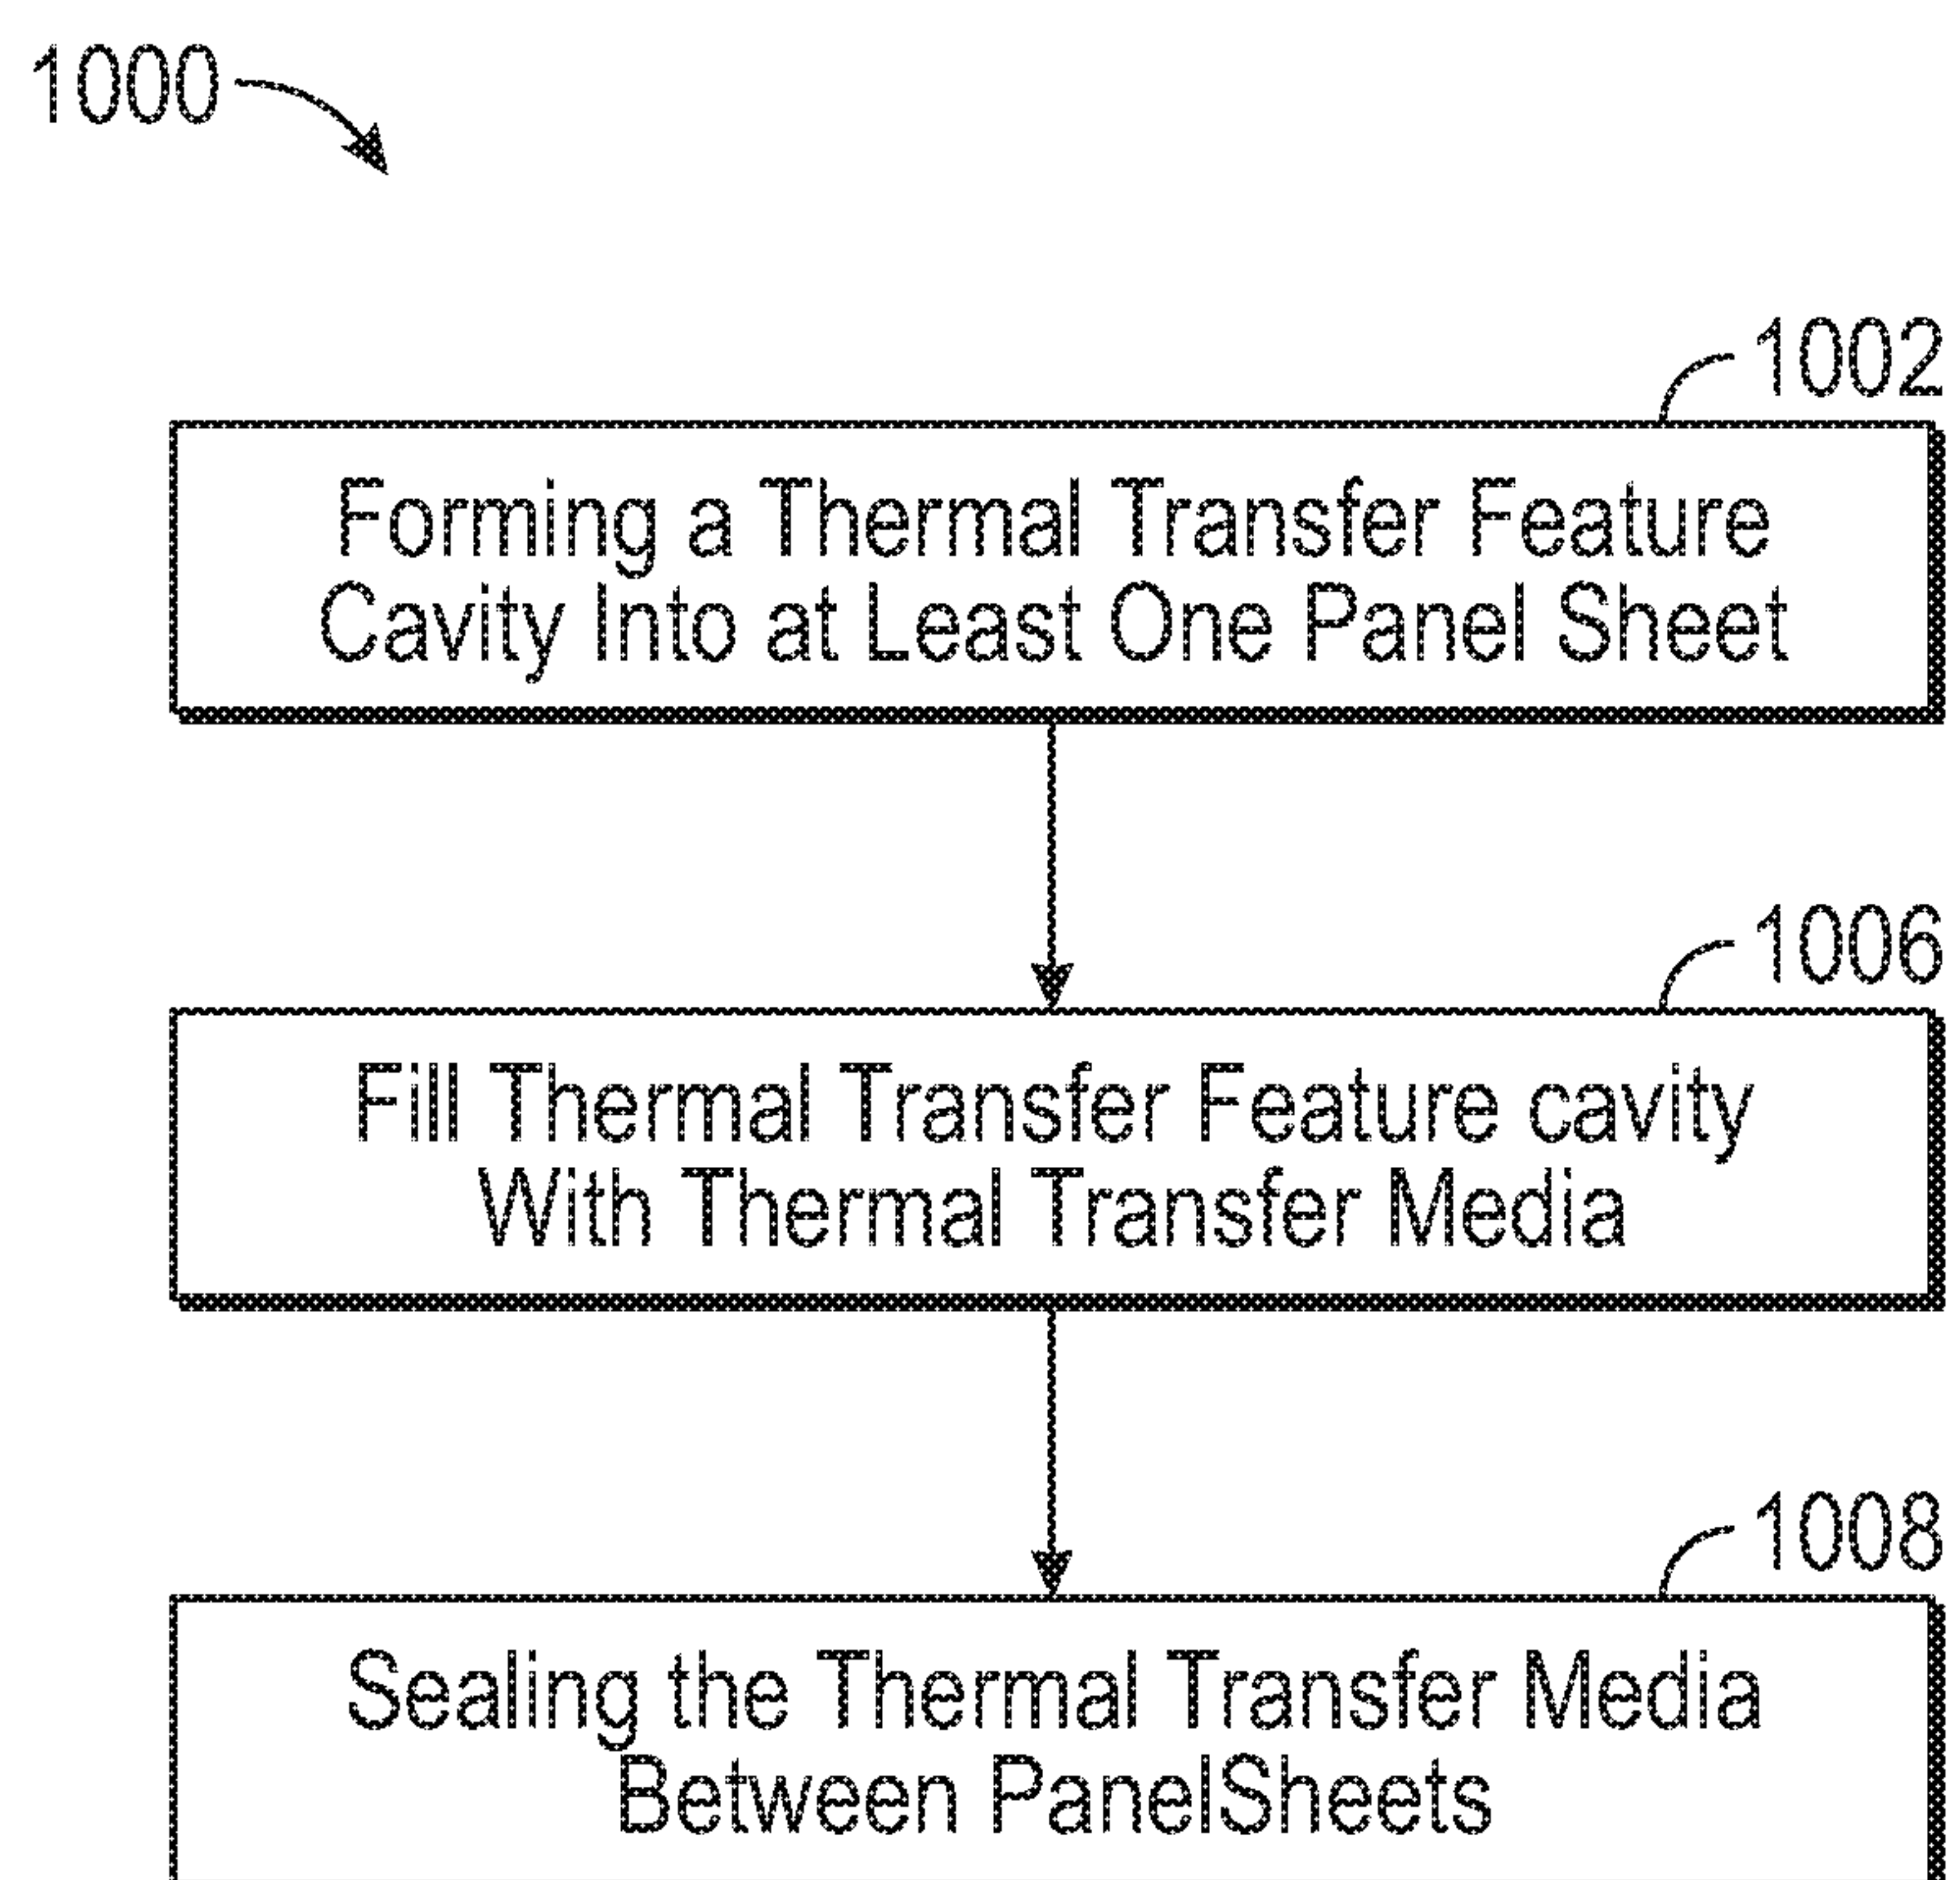 1000
1002
Forming a Thermal Transfer Feature
Cavity Into at Least One Panel Sheet
1006
Fill Thermal Transfer Feature cavity
With Thermal Transfer Media
1008
Sealing the Thermal Transfer Media
Between PanelSheets